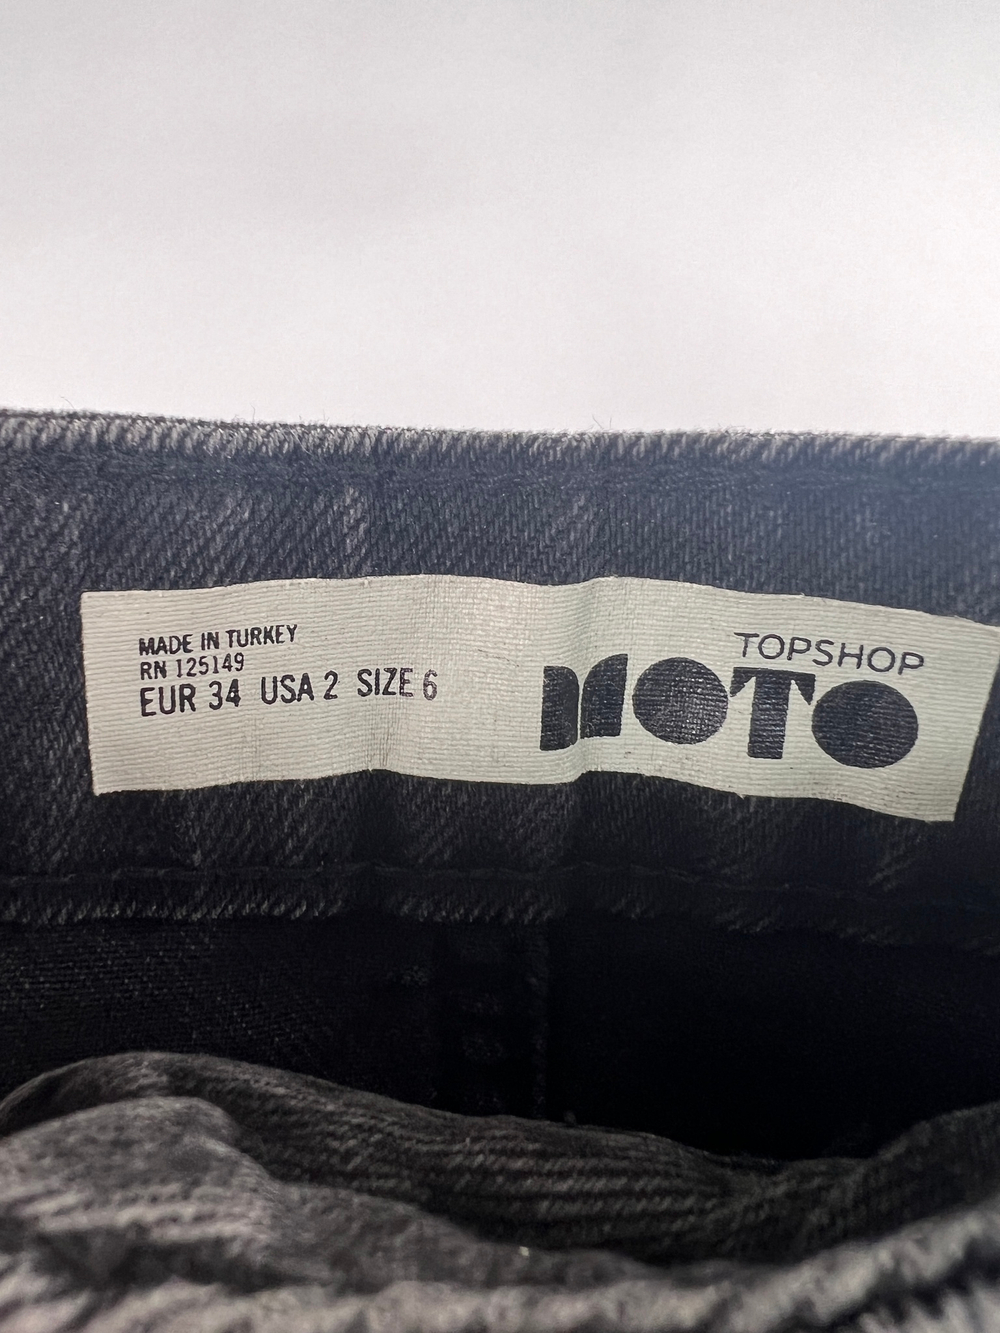 MADE IN TURKEY
RN 125149
EUR 34 USA 2 SIZE 6
TOPSHOP
MOTO